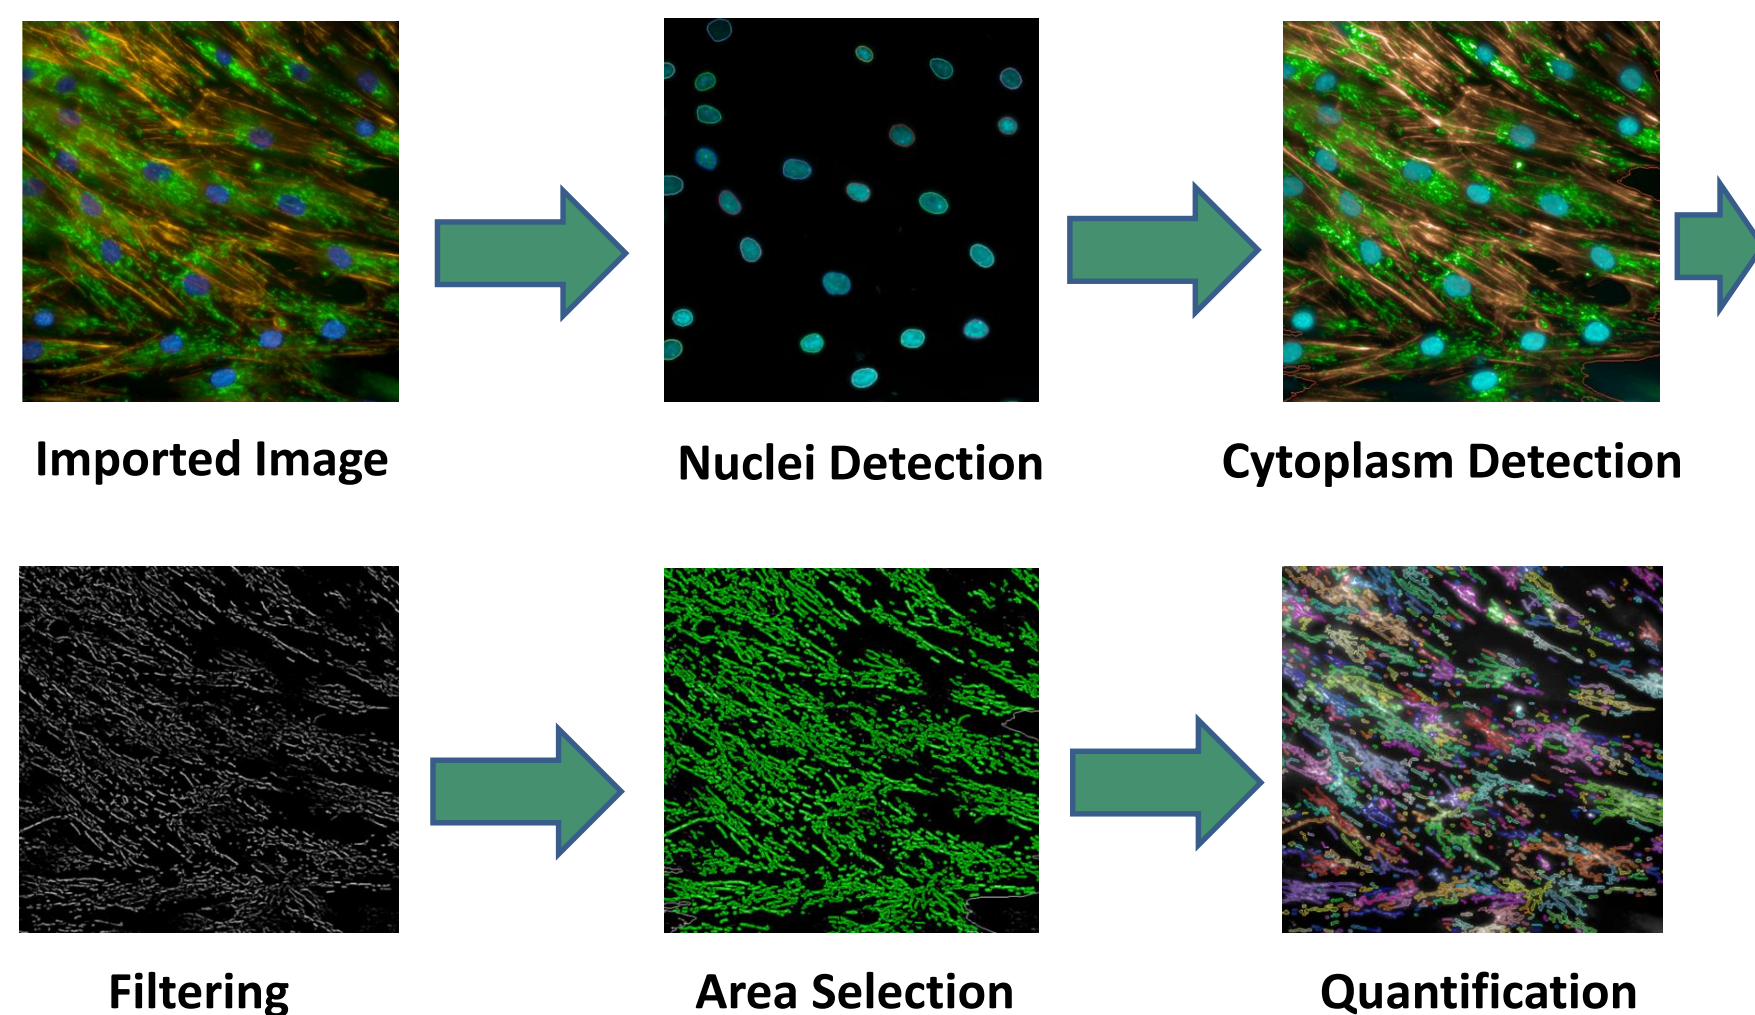 Imported Image
Nuclei Detection
Cytoplasm Detection
Filtering
Area Selection
Quantification